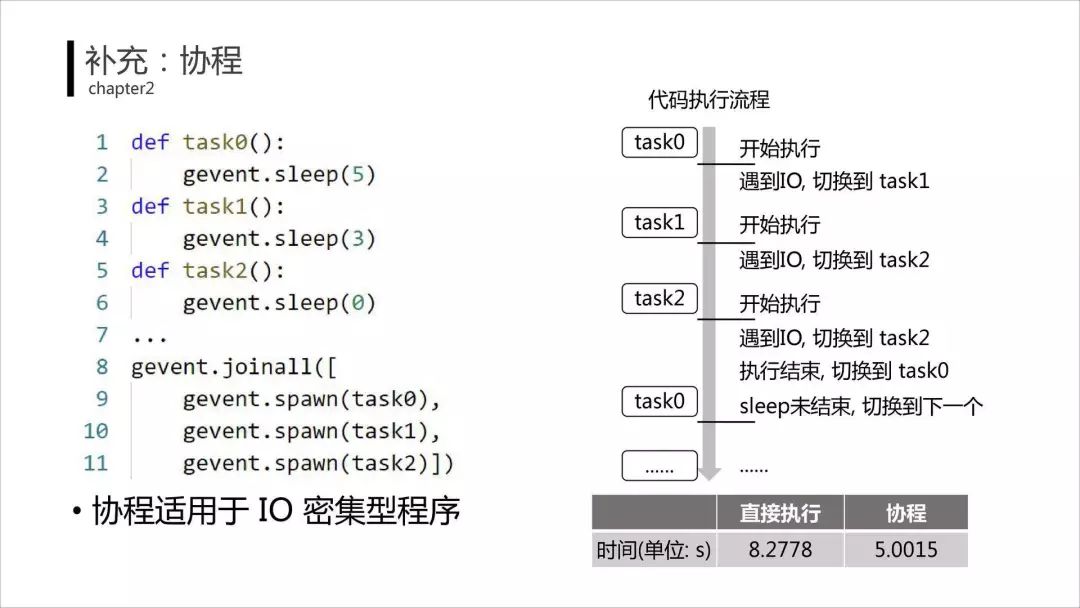 补充：协程
chapter2
1 def task0():
2 gevent.sleep(5)
3 def task1():
4 gevent.sleep(3)
5 def task2():
6 gevent.sleep(0)
7 ...
8 gevent.joinall([
9 gevent.spawn(task0),
10 gevent.spawn(task1),
11 gevent.spawn(task2)])
• 协程适用于 IO 密集型程序
代码执行流程
task0
开始执行
遇到IO, 切换到 task1
task1
开始执行
遇到IO, 切换到 task2
task2
开始执行
遇到IO, 切换到 task2
执行结束, 切换到 task0
task0
sleep未结束, 切换到下一个
......
......
直接执行 协程
时间(单位: s) 8.2778 5.0015